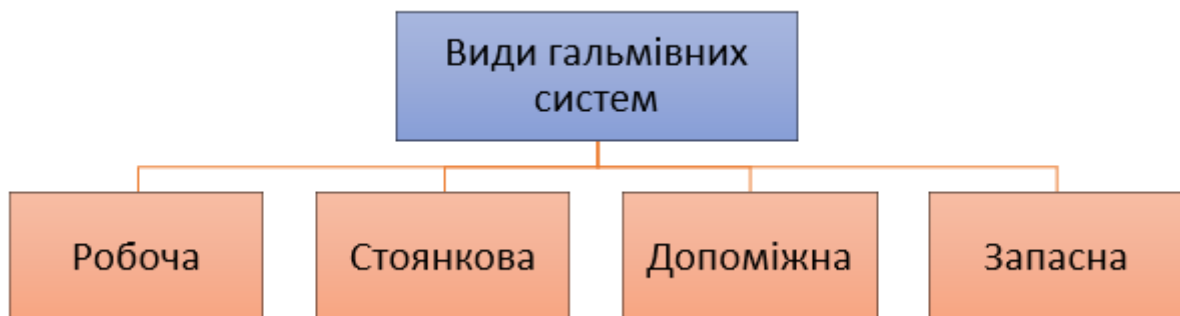 Види гальмівних
систем
Робоча
Стоянкова
Допоміжна
Запасна